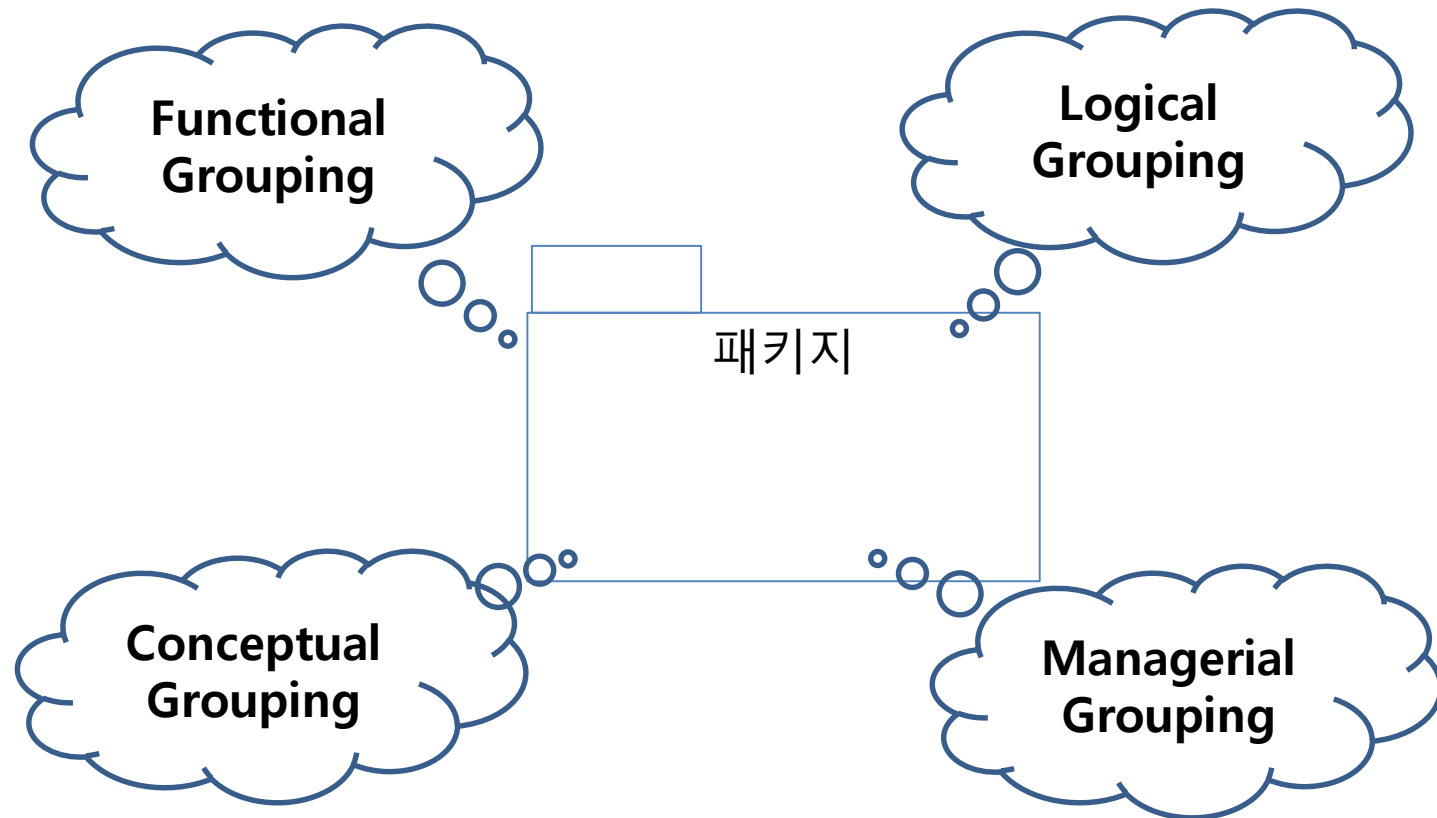 Functional
Grouping
Logical
Grouping
패키지
Conceptual
Grouping
Managerial
Grouping